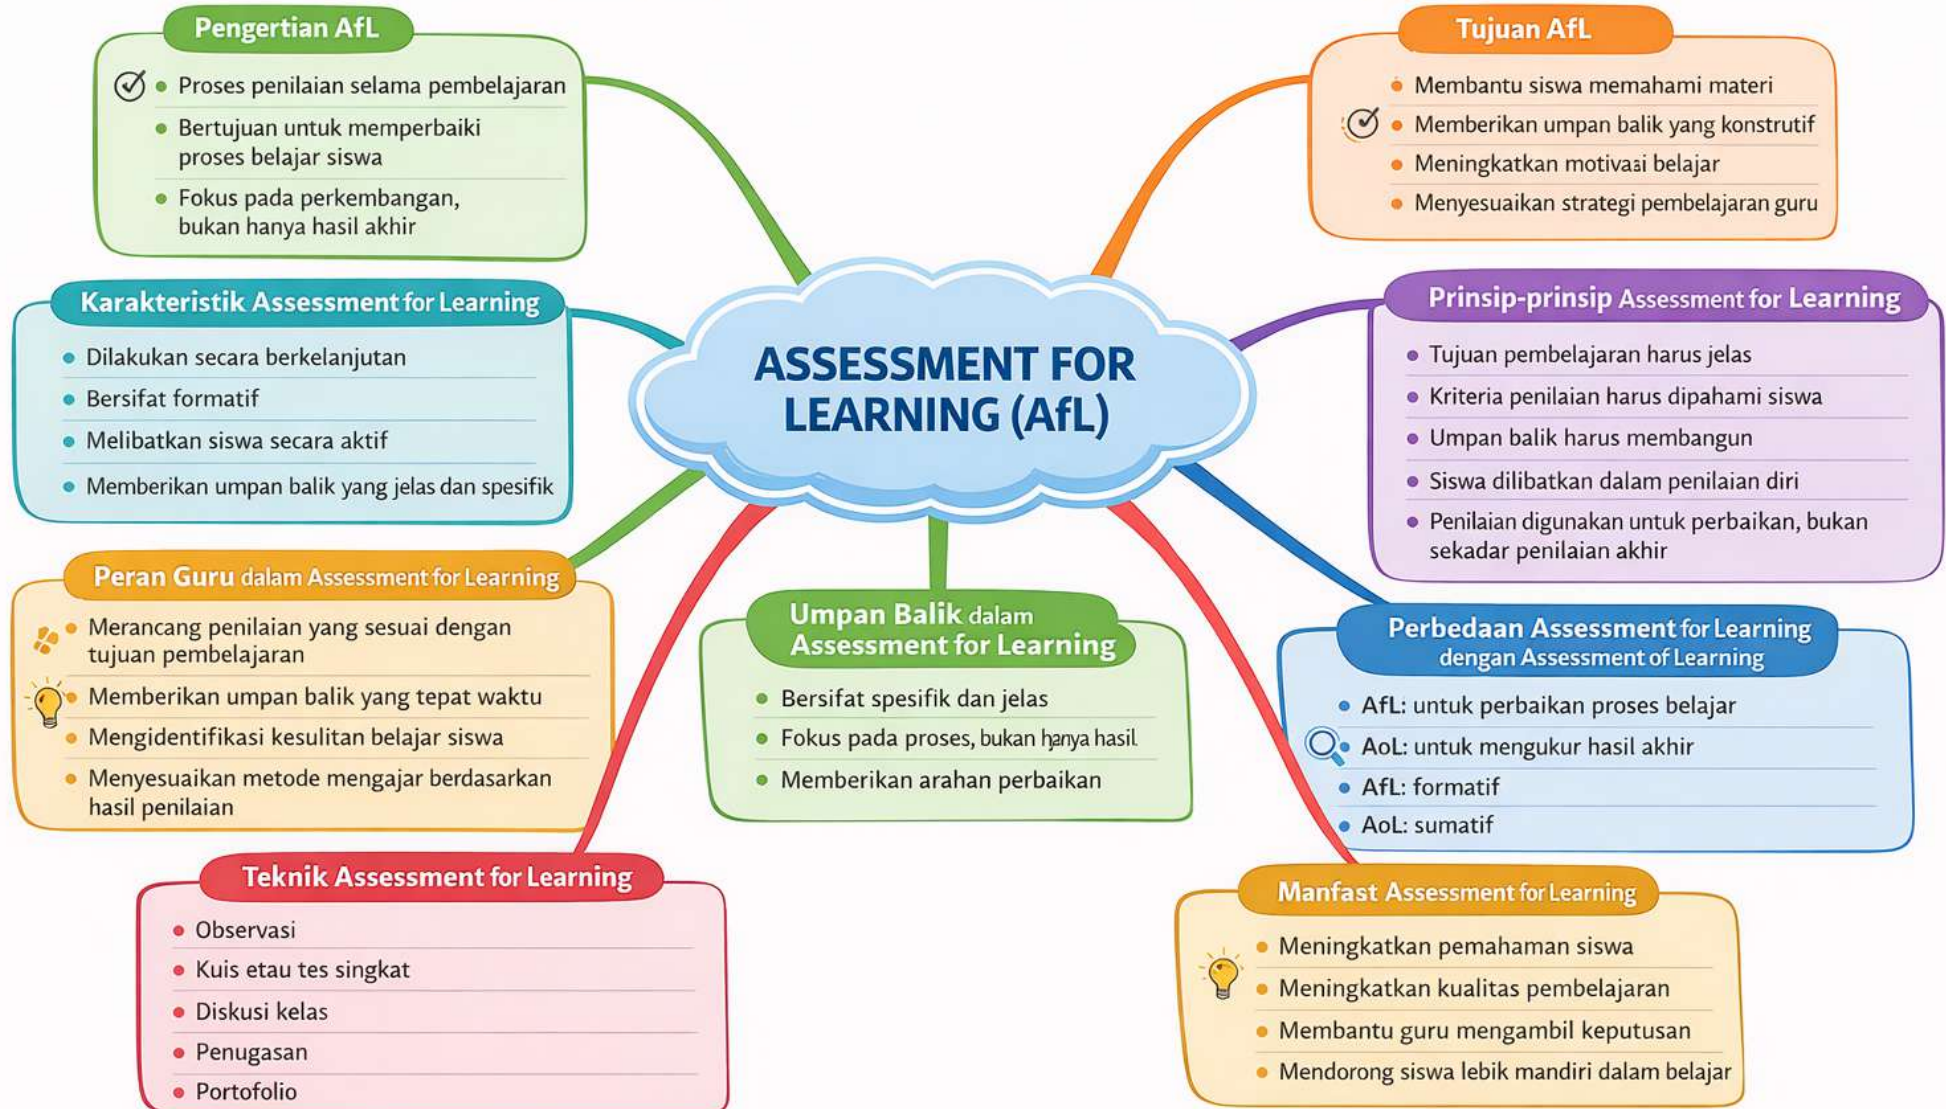 Pengertian AfL
Proses penilaian selama pembelajaran
Bertujuan untuk memperbaiki
proses belajar siswa
Fokus pada perkembangan,
bukan hanya hasil akhir
Tujuan AfL
Membantu siswa memahami materi
Memberikan umpan balik yang konstrutif
Meningkatkan motivasi belajar
Menyesuaikan strategi pembelajaran guru
Karakteristik Assessment for Learning
Dilakukan secara berkelanjutan
Bersifat formatif
Melibatkan siswa secara aktif
Memberikan umpan balik yang jelas dan spesifik
ASSESSMENT FOR
LEARNING (AfL)
Prinsip-prinsip Assessment for Learning
Tujuan pembelajaran harus jelas
Kriteria penilaian harus dipahami siswa
Umpan balik harus membangun
Siswa dilibatkan dalam penilaian diri
Penilaian digunakan untuk perbaikan, bukan
sekadar penilaian akhir
Peran Guru dalam Assessment for Learning
Merancang penilaian yang sesuai dengan
tujuan pembelajaran
Memberikan umpan balik yang tepat waktu
Mengidentifikasi kesulitan belajar siswa
Menyesuaikan metode mengajar berdasarkan
hasil penilaian
Umpan Balik dalam
Assessment for Learning
Bersifat spesifik dan jelas
Fokus pada proses, bukan hanya hasil
Memberikan arahan perbaikan
Perbedaan Assessment for Learning
dengan Assessment of Learning
AfL: untuk perbaikan proses belajar
AoL: untuk mengukur hasil akhir
AfL: formatif
AoL: sumatif
Teknik Assessment for Learning
Observasi
Kuis etau tes singkat
Diskusi kelas
Penugasan
Portofolio
Manfast Assessment for Learning
Meningkatkan pemahaman siswa
Meningkatkan kualitas pembelajaran
Membantu guru mengambil keputusan
Mendorong siswa lebih mandiri dalam belajar